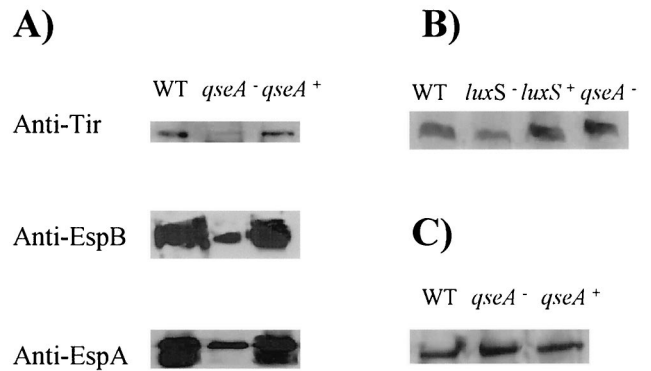 A)
WT qseA - qseA +
Anti-Tir
Anti-EspB
Anti-EspA
B)
WT luxS - luxS + qseA -
C)
WT qseA - qseA +